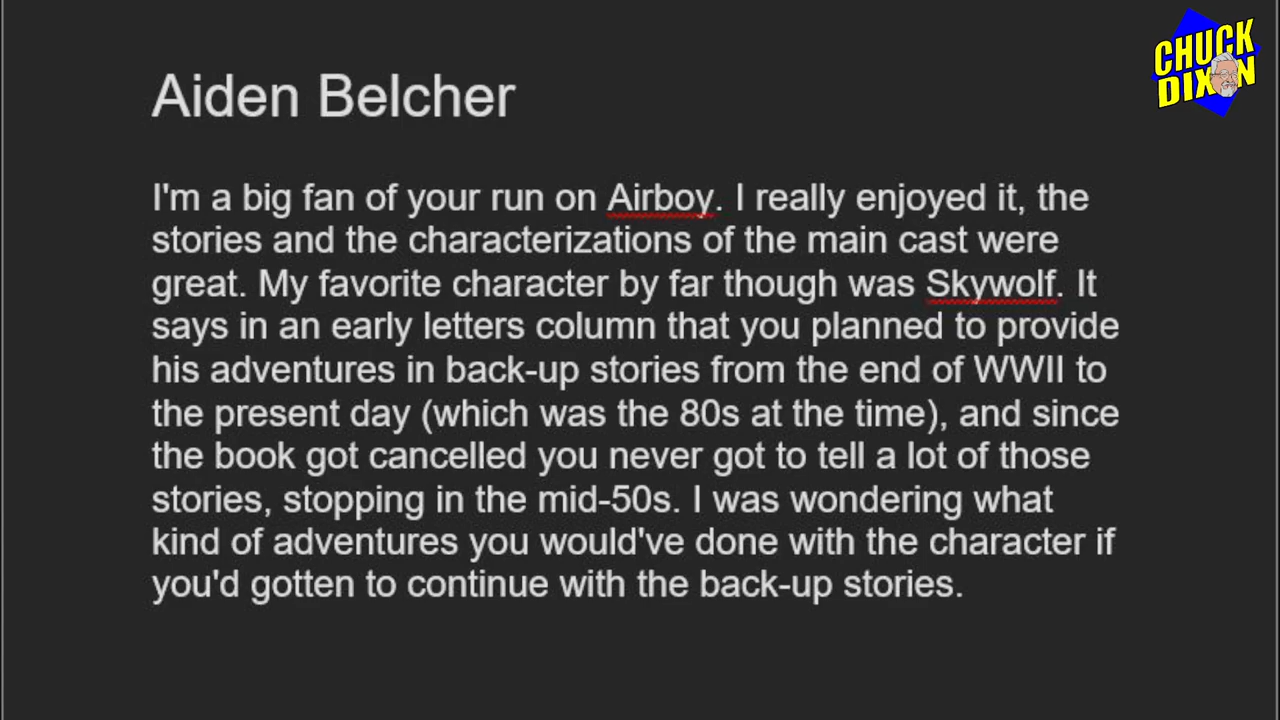 CHUCK
DIXON
Aiden Belcher
I'm a big fan of your run on Airboy. I really enjoyed it, the
stories and the characterizations of the main cast were
great. My favorite character by far though was Skywolf. It
says in an early letters column that you planned to provide
his adventures in back-up stories from the end of WWII to
the present day (which was the 80s at the time), and since
the book got cancelled you never got to tell a lot of those
stories, stopping in the mid-50s. I was wondering what
kind of adventures you would've done with the character if
you'd gotten to continue with the back-up stories.